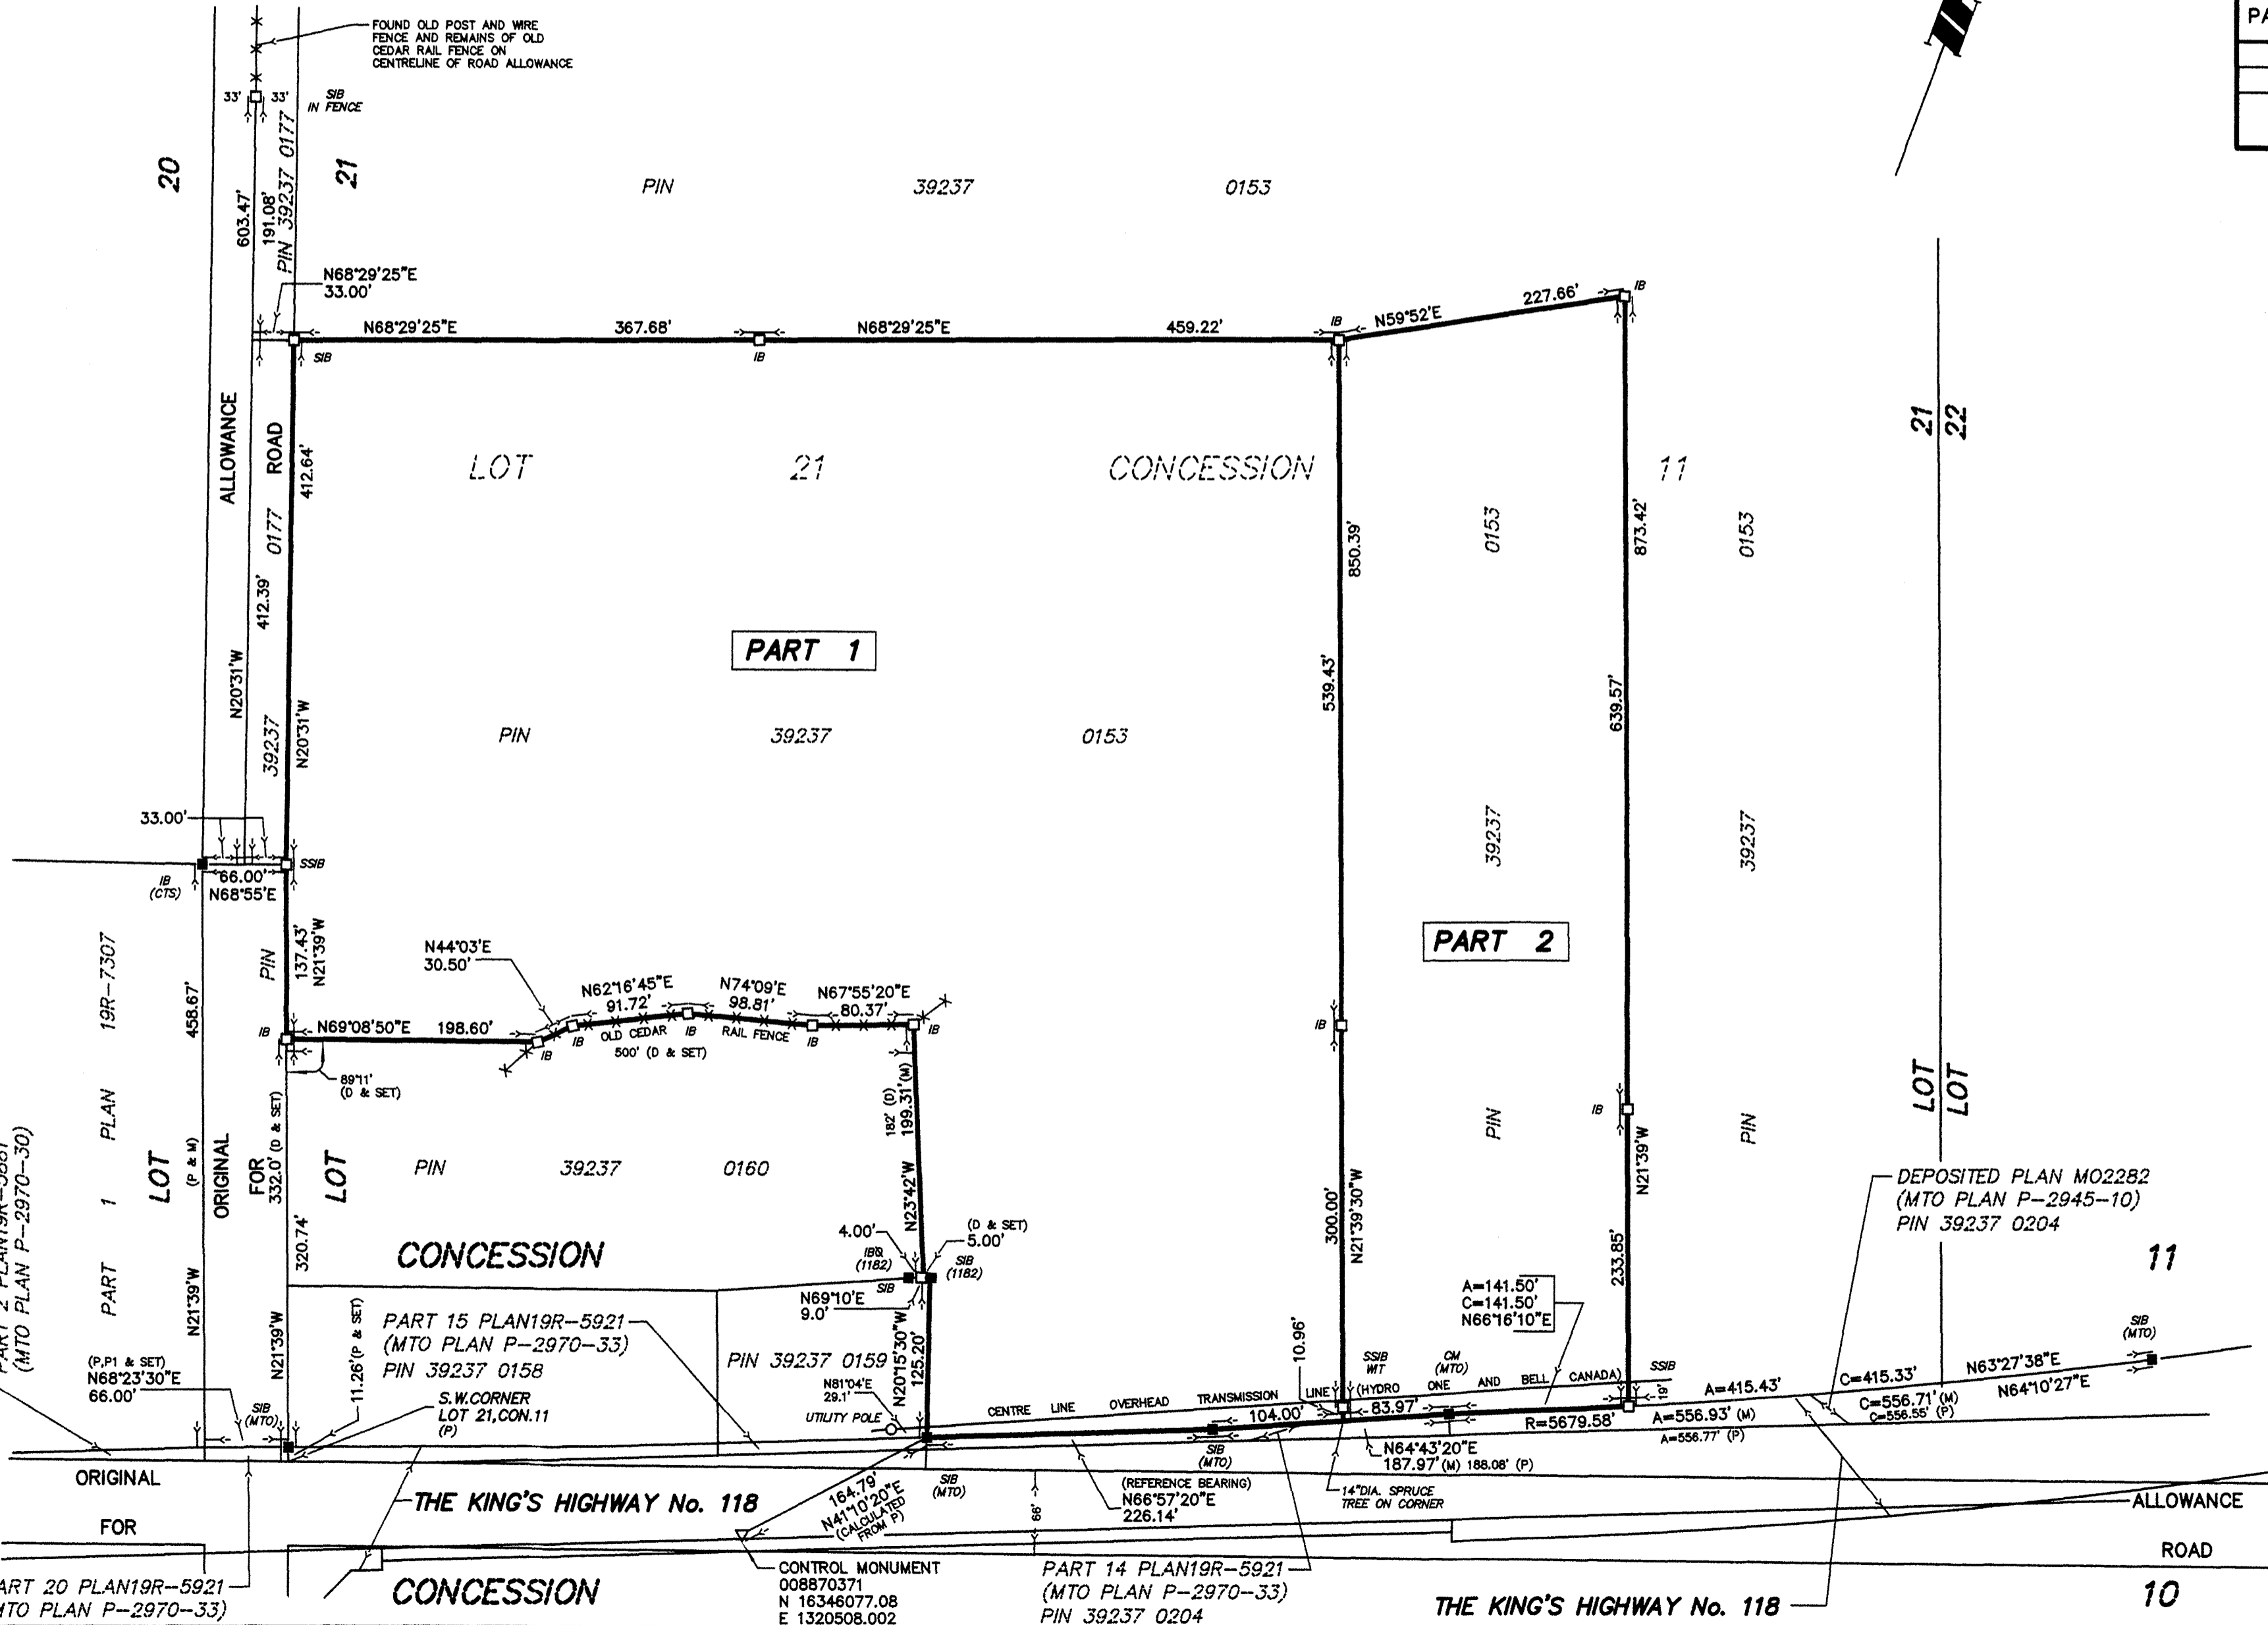 FOUND OLD POST AND WIRE
FENCE AND REMAINS OF OLD
CEDAR RAIL FENCE ON
CENTRELINE OF ROAD ALLOWANCE
PA
33' 33'
SIB
IN FENCE
20
21
603.47'
191.08'
PIN 39237 0177
PIN 39237 0153
N68°29'25"E
33.00'
N68°29'25"E 367.68' N68°29'25"E 459.22'
SIB
IB
IB
N59°52'E 227.66'
IB
ALLOWANCE
ROAD
412.64'
412.39'
N20°31'W
N20°31'W
PIN 39237 0177
LOT 21 CONCESSION 11
21
22
850.39'
539.43'
873.42'
639.57'
PIN 39237 0153
PIN 39237 0153
PART 1
PIN 39237 0153
33.00'
SSIB
66.00'
N68°55'E
IB
(CTS)
137.43'
N21°39'W
PART 2
PART 1 PLAN 19R-7307
458.67'
(P & M)
N21°39'W
N44°03'E
30.50'
N62°16'45"E
91.72'
N74°09'E
98.81'
N67°55'20"E
80.37'
IB
N69°08'50"E 198.60'
IB
IB
OLD CEDAR
IB
RAIL FENCE
IB
IB
500' (D & SET)
IB
89°11'
(D & SET)
182' (D)
199.31'(M)
N23°42'W
IB
N21°39'W
LOT
ORIGINAL
FOR
332.0' (D & SET)
LOT
320.74'
N21°39'W
PIN 39237 0160
LOT
LOT
(MTO PLAN P-2970-30)
300.00'
N21°39'30"W
233.85'
DEPOSITED PLAN MO2282
(MTO PLAN P-2945-10)
PIN 39237 0204
CONCESSION
4.00'
(D & SET)
5.00'
(1182)
SIB
SIB
(1182)
N69°10'E
9.0'
11
A=141.50'
C=141.50'
N66°16'10"E
PART 15 PLAN19R-5921
(MTO PLAN P-2970-33)
PIN 39237 0158
11.26'(P & SET)
PIN 39237 0159
N20°15'30"W
125.20'
10.96'
SIB
(MTO)
(P,P1 & SET)
N68°23'30"E
66.00'
SIB
(MTO)
S.W.CORNER
LOT 21,CON.11
(P)
N81°04'E
29.1'
UTILITY POLE
SSIB
WIT
CM
(MTO)
SSIB
19'
CENTRE LINE OVERHEAD TRANSMISSION LINE (HYDRO ONE AND BELL CANADA)
104.00' 83.97'
A=415.43'
C=415.33'
N63°27'38"E
N64°10'27"E
C=556.71' (M)
C=556.55' (P)
R=5679.58'
A=556.93' (M)
A=556.77' (P)
SIB
(MTO)
SIB
(MTO)
N64°43'20"E
187.97'(M) 188.08' (P)
ORIGINAL
THE KING'S HIGHWAY No. 118
164.79'
N41°10'20"E
(CALCULATED
FROM P)
(REFERENCE BEARING)
N66°57'20"E
226.14'
66'
14"DIA. SPRUCE
TREE ON CORNER
ALLOWANCE
FOR
ROAD
CONTROL MONUMENT
008870371
N 16346077.08
E 1320508.002
PART 14 PLAN19R-5921
(MTO PLAN P-2970-33)
PIN 39237 0204
ART 20 PLAN19R-5921
MTO PLAN P-2970-33)
CONCESSION
THE KING'S HIGHWAY No. 118
10